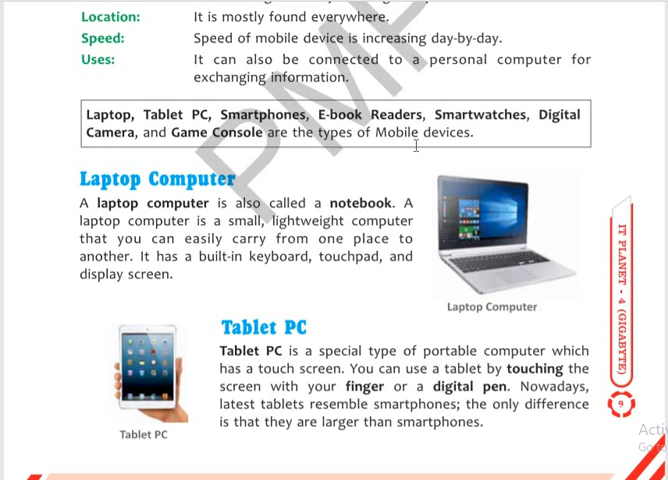 Location: It is mostly found everywhere.
Speed: Speed of mobile device is increasing day-by-day.
Uses: It can also be connected to a personal computer for
exchanging information.
Laptop, Tablet PC, Smartphones, E-book Readers, Smartwatches, Digital
Camera, and Game Console are the types of Mobile devices.
Laptop Computer
A laptop computer is also called a notebook. A
laptop computer is a small, lightweight computer
that you can easily carry from one place to
another. It has a built-in keyboard, touchpad, and
display screen.
Laptop Computer
Tablet PC
Tablet PC is a special type of portable computer which
has a touch screen. You can use a tablet by touching the
screen with your finger or a digital pen. Nowadays,
latest tablets resemble smartphones; the only difference
is that they are larger than smartphones.
Tablet PC
IT PLANET - 4 (GIGABYTE)
9